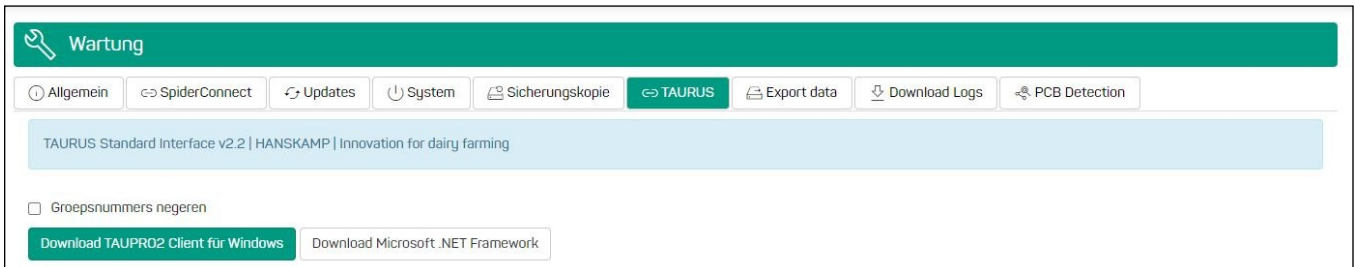 Wartung
Allgemein SpiderConnect Updates System Sicherungskopie TAURUS Export data Download Logs PCB Detection
TAURUS Standard Interface v2.2 | HANSKAMP | Innovation for dairy farming
Groepsnummers negeren
Download TAUPRO2 Client für Windows Download Microsoft .NET Framework